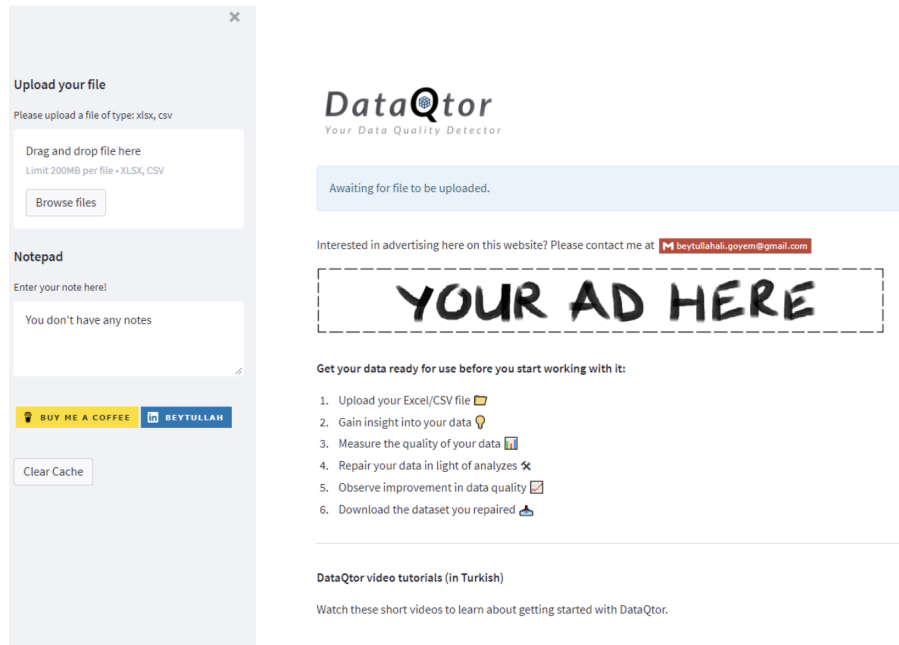 Upload your file
Please upload a file of type: xlsx, csv
Drag and drop file here
Limit 200MB per file • XLSX, CSV
Browse files
Notepad
Enter your note here!
You don't have any notes
BUY ME A COFFEE
BEYTULLAH
Clear Cache
DataQtor
Your Data Quality Detector
Awaiting for file to be uploaded.
Interested in advertising here on this website? Please contact me at beytullahali.goyem@gmail.com
YOUR AD HERE
Get your data ready for use before you start working with it:
1. Upload your Excel/CSV file 📁
2. Gain insight into your data 💡
3. Measure the quality of your data 📊
4. Repair your data in light of analyzes 🛠
5. Observe improvement in data quality 📈
6. Download the dataset you repaired 📥
DataQtor video tutorials (in Turkish)
Watch these short videos to learn about getting started with DataQtor.